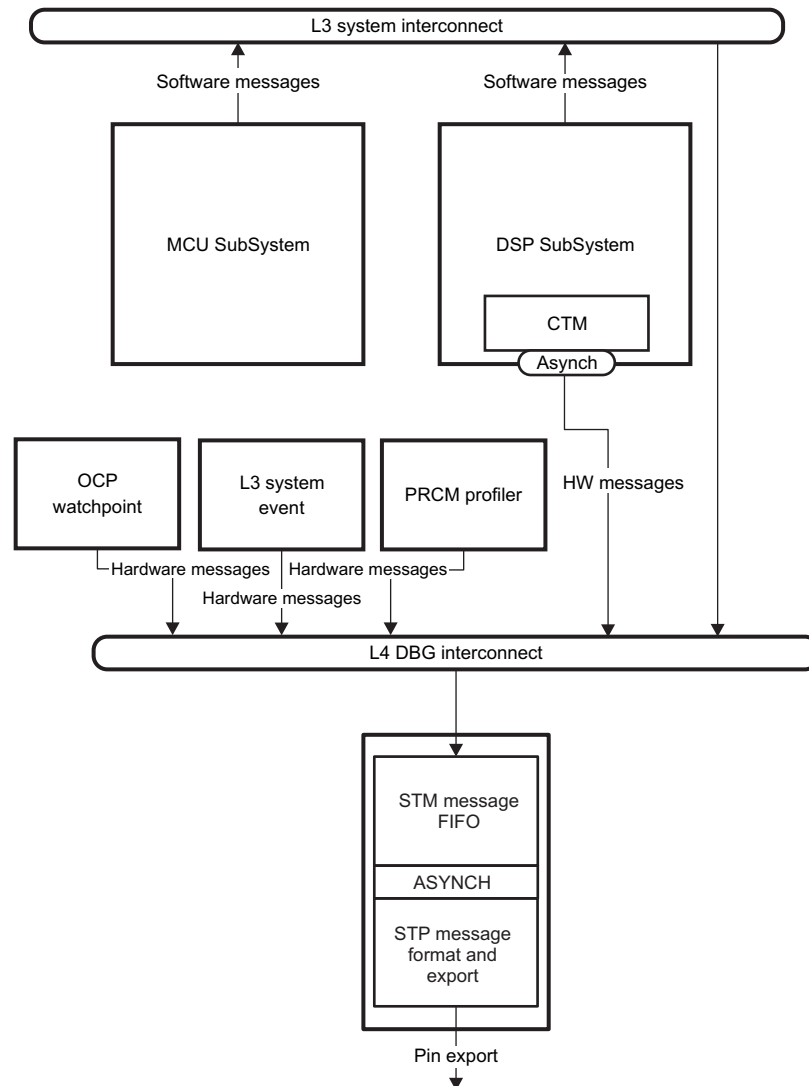 L3 system interconnect
Software messages
Software messages
MCU SubSystem
DSP SubSystem
CTM
Asynch
OCP
watchpoint
L3 system
event
PRCM profiler
HW messages
Hardware messages
Hardware messages
Hardware messages
L4 DBG interconnect
STM message
FIFO
ASYNCH
STP message
format and
export
Pin export